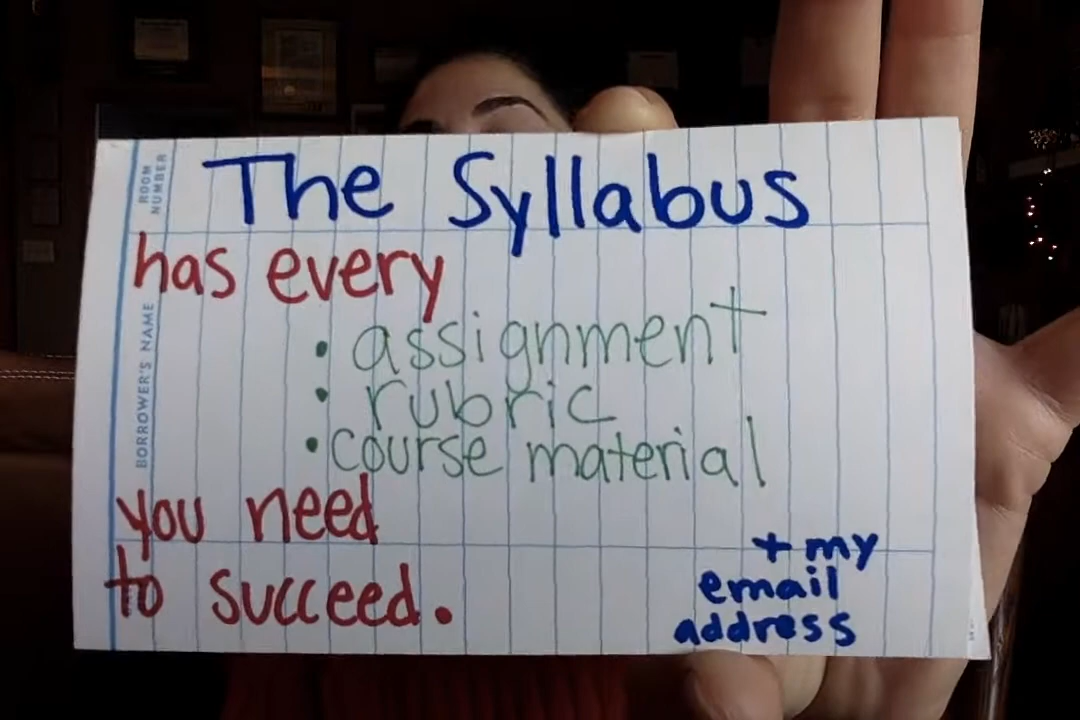 The Syllabus
has every
• assignment
• rubric
• course material
you need
to succeed.
+ my
email
address
ROOM
NUMBER
BORROWER'S NAME